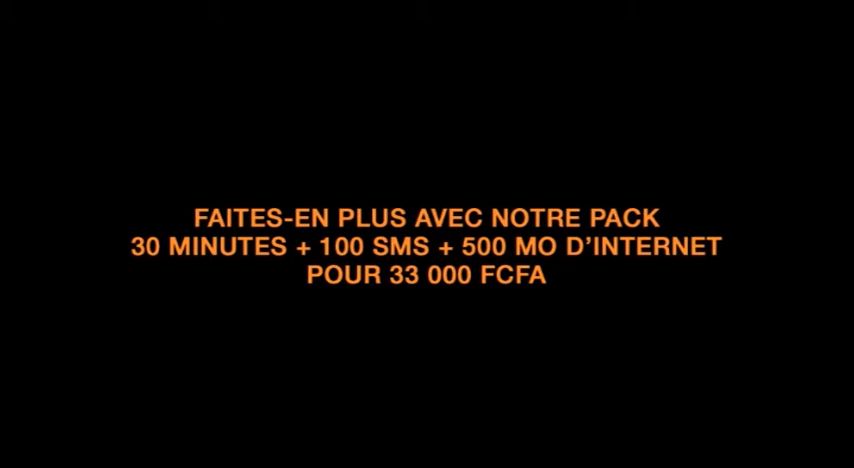 FAITES-EN PLUS AVEC NOTRE PACK
30 MINUTES + 100 SMS + 500 MO D’INTERNET
POUR 33 000 FCFA